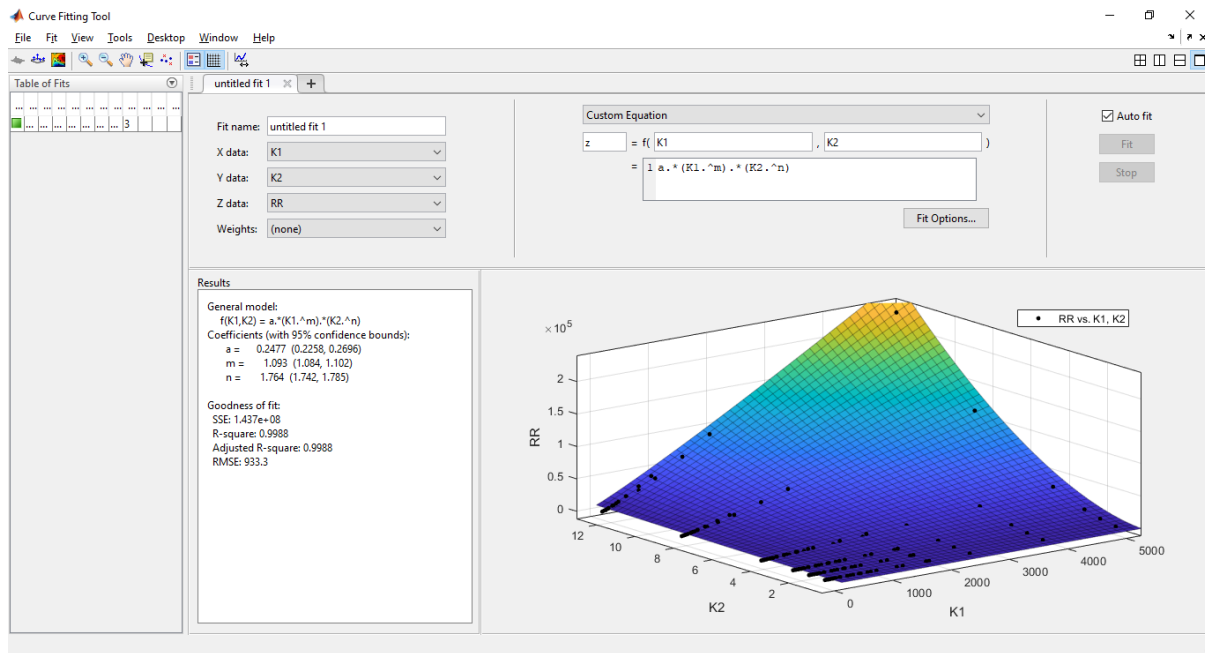 Curve Fitting Tool
File Fit View Tools Desktop Window Help
Table of Fits
untitled fit 1
... ... ... ... ... ... ... ... ... ... ... ...
... ... ... ... ... ... ... 3
Fit name: untitled fit 1
X data: K1
Y data: K2
Z data: RR
Weights: (none)
Custom Equation
z = f( K1 , K2 )
= 1 a.*(K1.^m).*(K2.^n)
Fit Options...
Auto fit
Fit
Stop
Results
General model:
f(K1,K2) = a.*(K1.^m).*(K2.^n)
Coefficients (with 95% confidence bounds):
a = 0.2477 (0.2258, 0.2696)
m = 1.093 (1.084, 1.102)
n = 1.764 (1.742, 1.785)
Goodness of fit:
SSE: 1.437e+08
R-square: 0.9988
Adjusted R-square: 0.9988
RMSE: 933.3
RR vs. K1, K2
×10^5
2
1.5
1
0.5
0
RR
12 10 8 6 4 2
K2
0 1000 2000 3000 4000 5000
K1